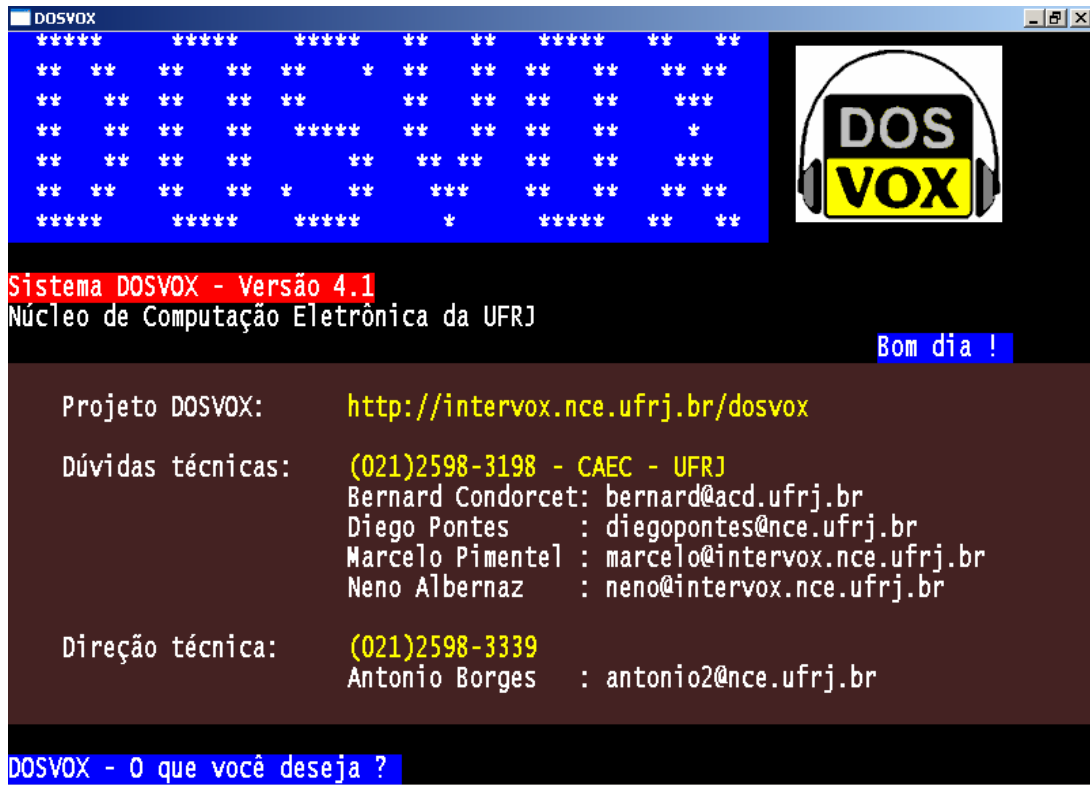 DOSVOX
DOSVOX
DOS
VOX
Sistema DOSVOX - Versão 4.1
Núcleo de Computação Eletrônica da UFRJ
Bom dia !
Projeto DOSVOX: http://intervox.nce.ufrj.br/dosvox
Dúvidas técnicas: (021)2598-3198 - CAEC - UFRJ
Bernard Condorcet: bernard@acd.ufrj.br
Diego Pontes : diegopontes@nce.ufrj.br
Marcelo Pimentel : marcelo@intervox.nce.ufrj.br
Neno Albernaz : neno@intervox.nce.ufrj.br
Direção técnica: (021)2598-3339
Antonio Borges : antonio2@nce.ufrj.br
DOSVOX - O que você deseja ?